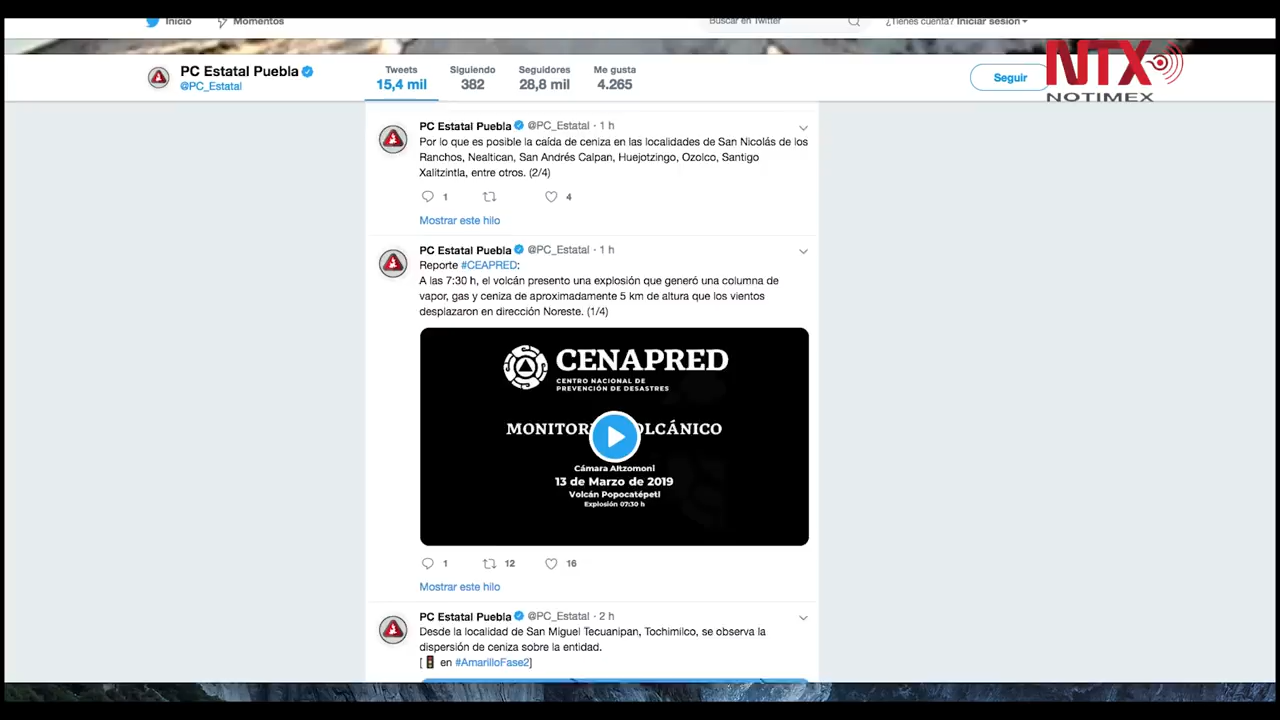 Inicio
Momentos
Buscar en Twitter
¿Tienes cuenta? Iniciar sesión
PC Estatal Puebla
@PC_Estatal
Tweets
15,4 mil
Siguiendo
382
Seguidores
28,8 mil
Me gusta
4.265
Seguir
NTX
NOTIMEX
PC Estatal Puebla @PC_Estatal · 1 h
Por lo que es posible la caída de ceniza en las localidades de San Nicolás de los
Ranchos, Nealtican, San Andrés Calpan, Huejotzingo, Ozolco, Santigo
Xalitzintla, entre otros. (2/4)
1
4
Mostrar este hilo
PC Estatal Puebla @PC_Estatal · 1 h
Reporte #CEAPRED:
A las 7:30 h, el volcán presento una explosión que generó una columna de
vapor, gas y ceniza de aproximadamente 5 km de altura que los vientos
desplazaron en dirección Noreste. (1/4)
CENAPRED
CENTRO NACIONAL DE
PREVENCIÓN DE DESASTRES
Cámara Altzomoni
13 de Marzo de 2019
Volcán Popocatépetl
Explosión 07:30 h
1
12
16
Mostrar este hilo
PC Estatal Puebla @PC_Estatal · 2 h
Desde la localidad de San Miguel Tecuanipan, Tochimilco, se observa la
dispersión de ceniza sobre la entidad.
[🚦 en #AmarilloFase2]